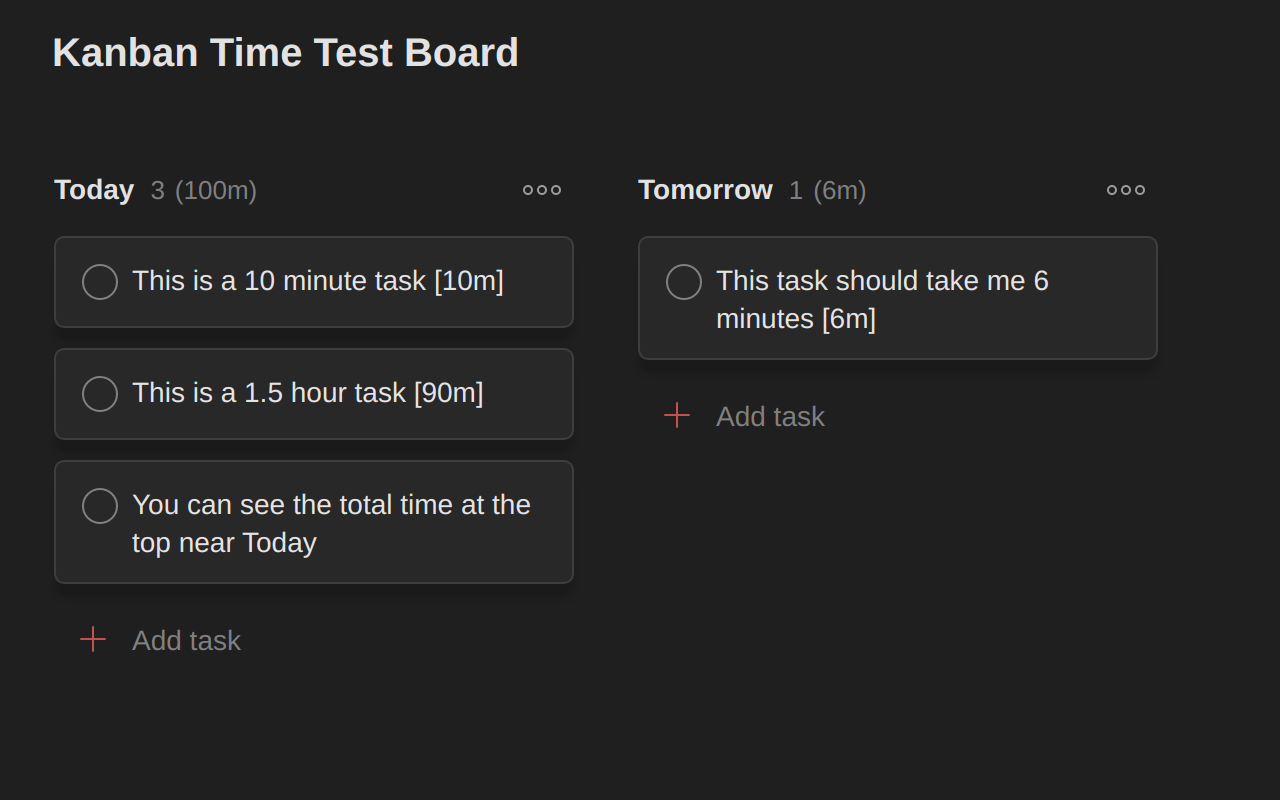 Kanban Time Test Board
Today 3 (100m)
This is a 10 minute task [10m]
This is a 1.5 hour task [90m]
You can see the total time at the
top near Today
Add task
Tomorrow 1 (6m)
This task should take me 6
minutes [6m]
Add task